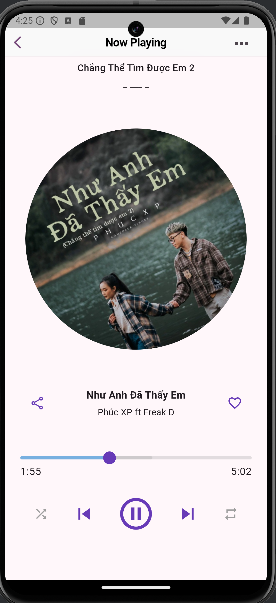 4:25
Now Playing
Chẳng Thể Tìm Được Em 2
- — -
Như Anh
Đã Thấy Em
(Chẳng thể tìm được em 2)
P H Ú C X P
Như Anh Đã Thấy Em
Phúc XP ft Freak D
1:55
5:02